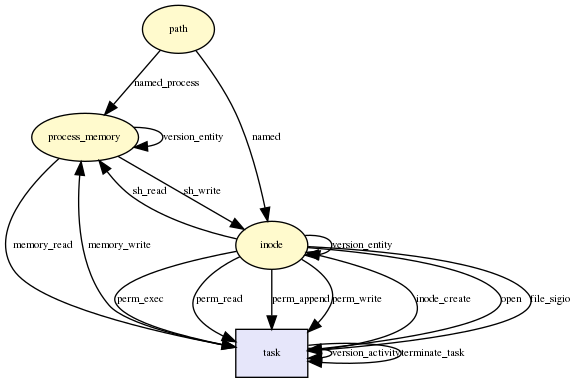 path
named_process
process_memory
version_entity
named
sh_read
sh_write
memory_read
memory_write
inode
version_entity
perm_exec
perm_read
perm_append
perm_write
inode_create
open
file_sigio
task
version_activity
terminate_task